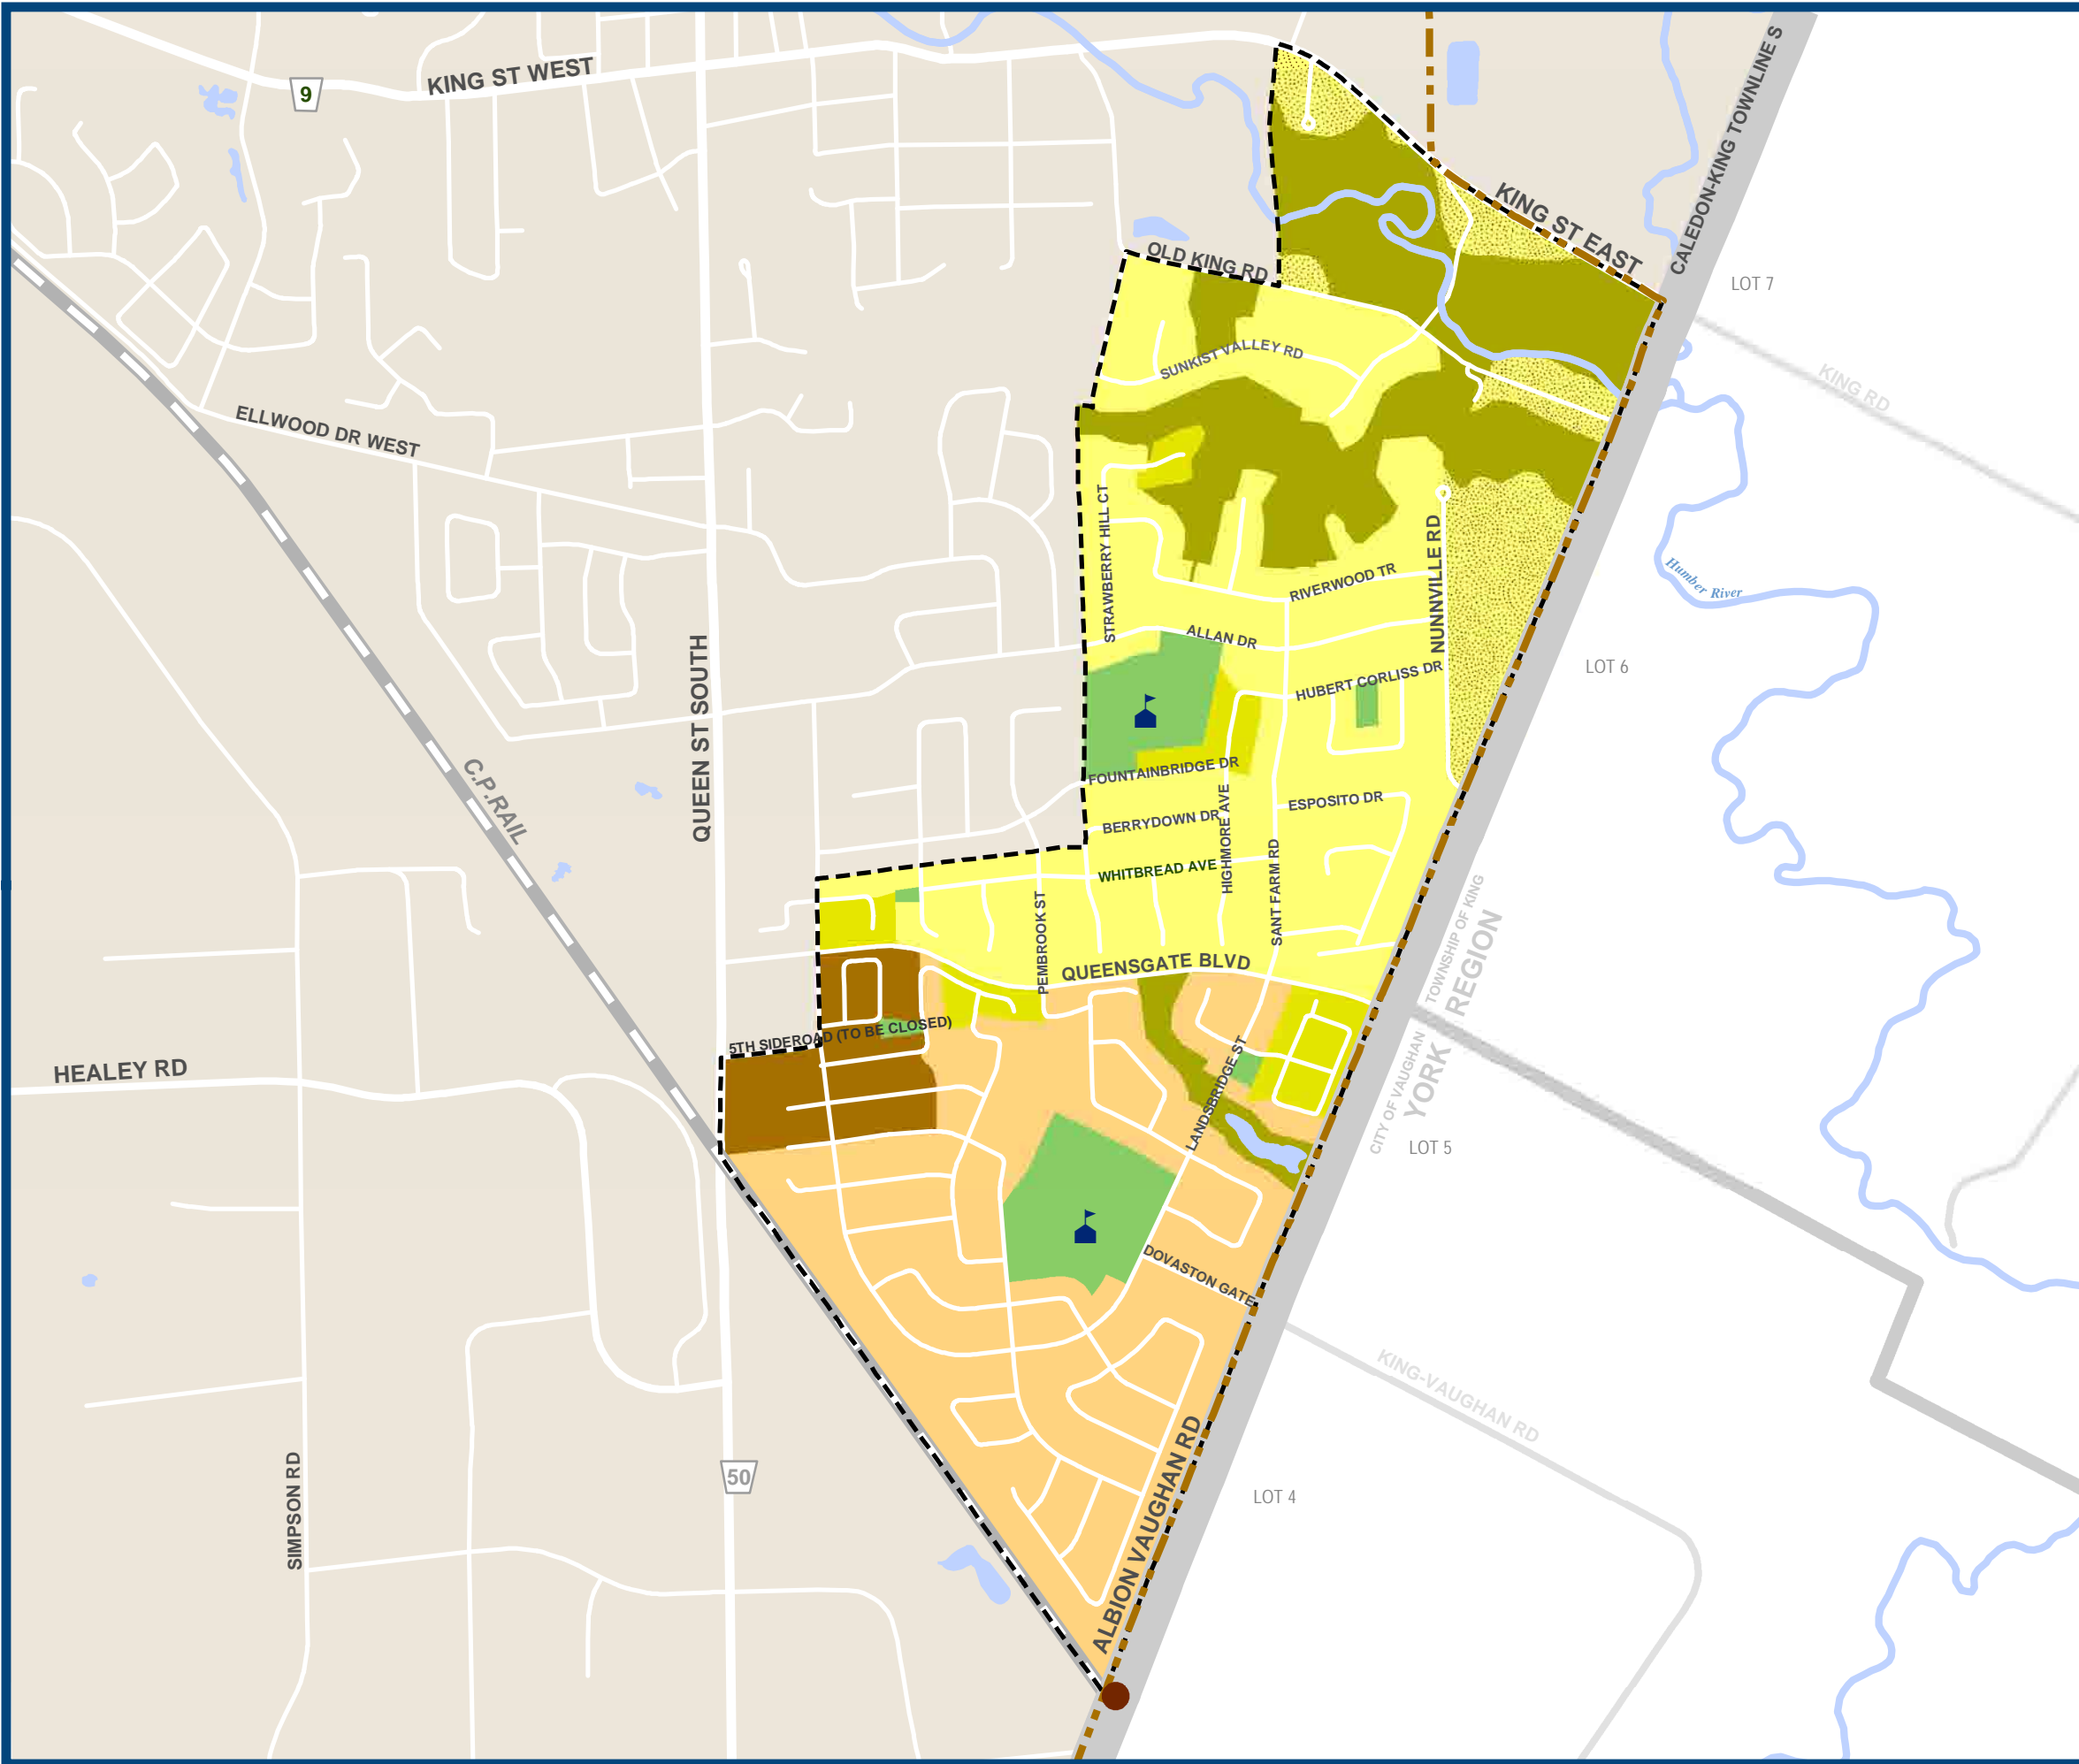 KING ST WEST
9
CALEDON-KING TOWNLINE S
KING ST EAST
OLD KING RD
LOT 7
SUNKIST VALLEY RD
KING RD
ELLWOOD DR WEST
STRAWBERRY HILL CT
NUNNVILLE RD
RIVERWOOD TR
Humber River
ALLAN DR
LOT 6
HUBERT CORLISS DR
QUEEN ST SOUTH
C.P.RAIL
FOUNTAINBRIDGE DR
ESPOSITO DR
BERRYDOWN DR
HIGHMORE AVE
WHITBREAD AVE
SANT FARM RD
PEMBROOK ST
TOWNSHIP OF KING
YORK REGION
CITY OF VAUGHAN
QUEENSGATE BLVD
5TH SIDEROAD (TO BE CLOSED)
HEALEY RD
LANDSBRIDGE ST
LOT 5
DOVASTON GATE
KING-VAUGHAN RD
ALBION VAUGHAN RD
50
SIMPSON RD
LOT 4